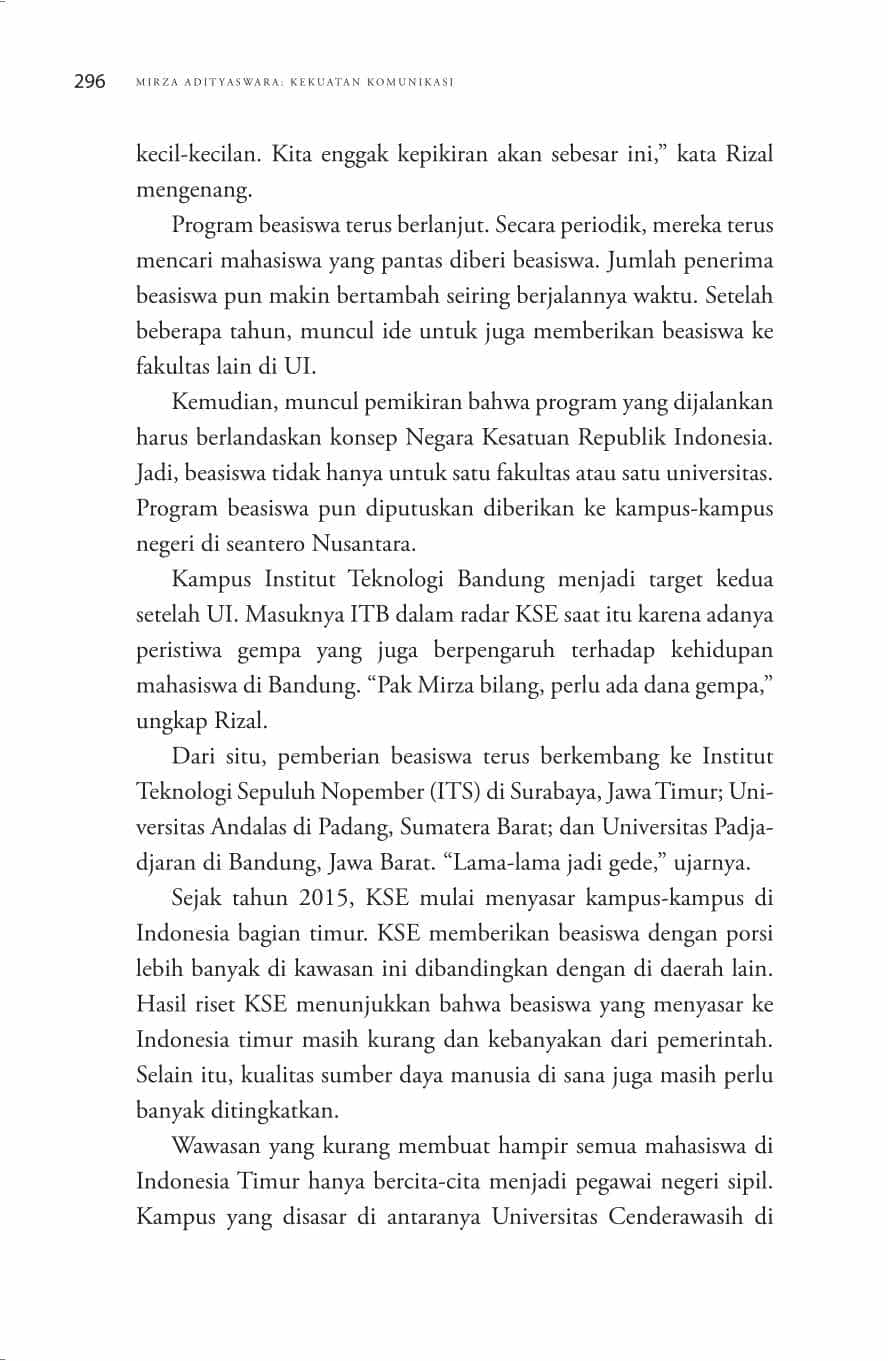 296 MIRZA ADITYASWARA: KEKUATAN KOMUNIKASI
kecil-kecilan. Kita enggak kepikiran akan sebesar ini,” kata Rizal
mengenang.
Program beasiswa terus berlanjut. Secara periodik, mereka terus
mencari mahasiswa yang pantas diberi beasiswa. Jumlah penerima
beasiswa pun makin bertambah seiring berjalannya waktu. Setelah
beberapa tahun, muncul ide untuk juga memberikan beasiswa ke
fakultas lain di UI.
Kemudian, muncul pemikiran bahwa program yang dijalankan
harus berlandaskan konsep Negara Kesatuan Republik Indonesia.
Jadi, beasiswa tidak hanya untuk satu fakultas atau satu universitas.
Program beasiswa pun diputuskan diberikan ke kampus-kampus
negeri di seantero Nusantara.
Kampus Institut Teknologi Bandung menjadi target kedua
setelah UI. Masuknya ITB dalam radar KSE saat itu karena adanya
peristiwa gempa yang juga berpengaruh terhadap kehidupan
mahasiswa di Bandung. “Pak Mirza bilang, perlu ada dana gempa,”
ungkap Rizal.
Dari situ, pemberian beasiswa terus berkembang ke Institut
Teknologi Sepuluh Nopember (ITS) di Surabaya, Jawa Timur; Uni-
versitas Andalas di Padang, Sumatera Barat; dan Universitas Padja-
djaran di Bandung, Jawa Barat. “Lama-lama jadi gede,” ujarnya.
Sejak tahun 2015, KSE mulai menyasar kampus-kampus di
Indonesia bagian timur. KSE memberikan beasiswa dengan porsi
lebih banyak di kawasan ini dibandingkan dengan di daerah lain.
Hasil riset KSE menunjukkan bahwa beasiswa yang menyasar ke
Indonesia timur masih kurang dan kebanyakan dari pemerintah.
Selain itu, kualitas sumber daya manusia di sana juga masih perlu
banyak ditingkatkan.
Wawasan yang kurang membuat hampir semua mahasiswa di
Indonesia Timur hanya bercita-cita menjadi pegawai negeri sipil.
Kampus yang disasar di antaranya Universitas Cenderawasih di